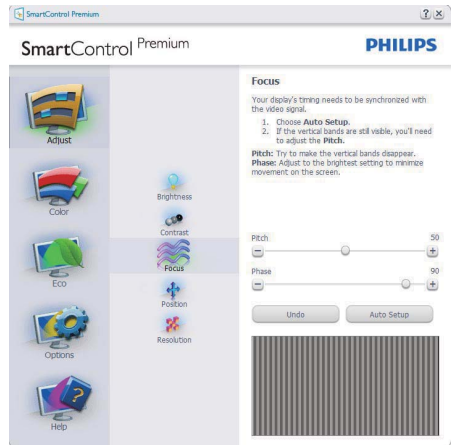 SmartControl Premium
SmartControl Premium
PHILIPS
Adjust
Color
Eco
Options
Help
Brightness
Contrast
Focus
Position
Resolution
Focus
Your display's timing needs to be synchronized with
the video signal.
1. Choose Auto Setup.
2. If the vertical bands are still visible, you'll need
to adjust the Pitch.
Pitch: Try to make the vertical bands disappear.
Phase: Adjust to the brightest setting to minimize
movement on the screen.
Pitch 50
Phase 90
Undo Auto Setup